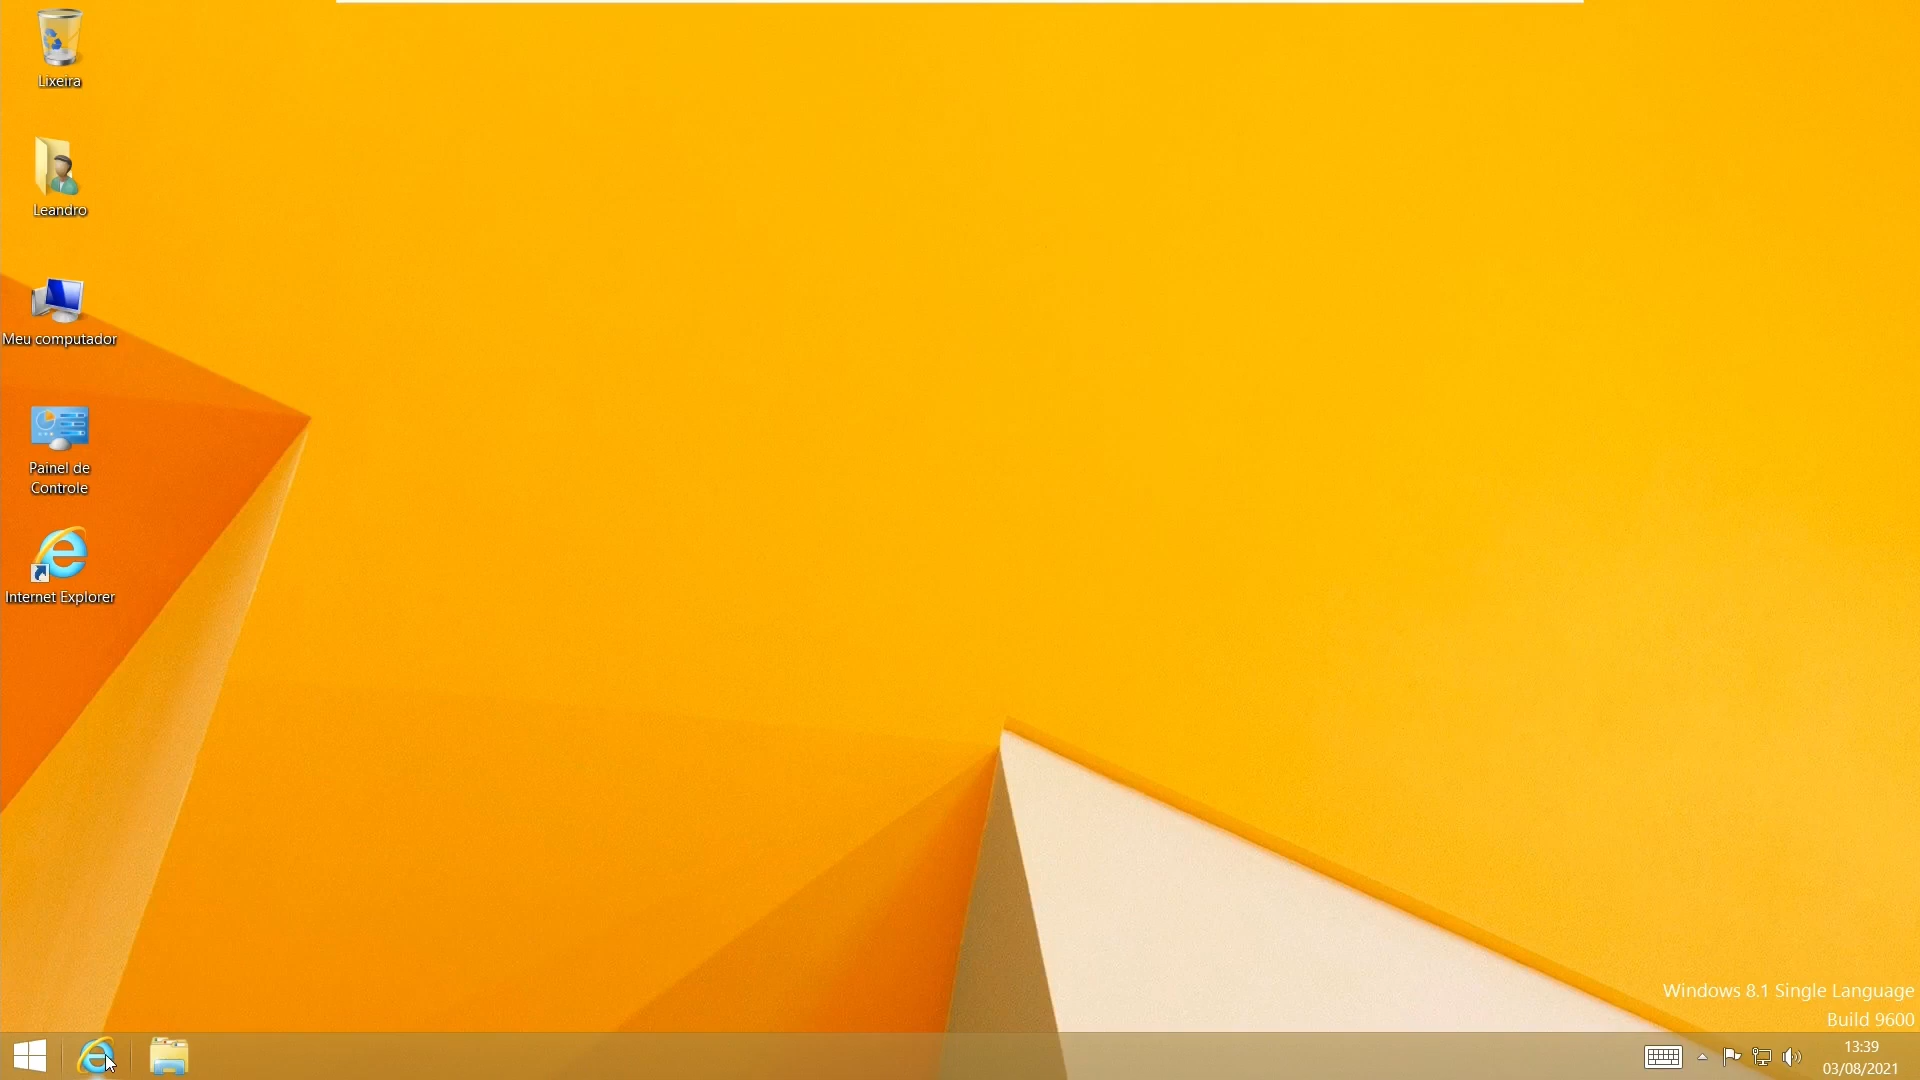 Lixeira
Leandro
Meu computador
Painel de
Controle
Internet Explorer
Windows 8.1 Single Language
Build 9600
13:39
03/08/2021